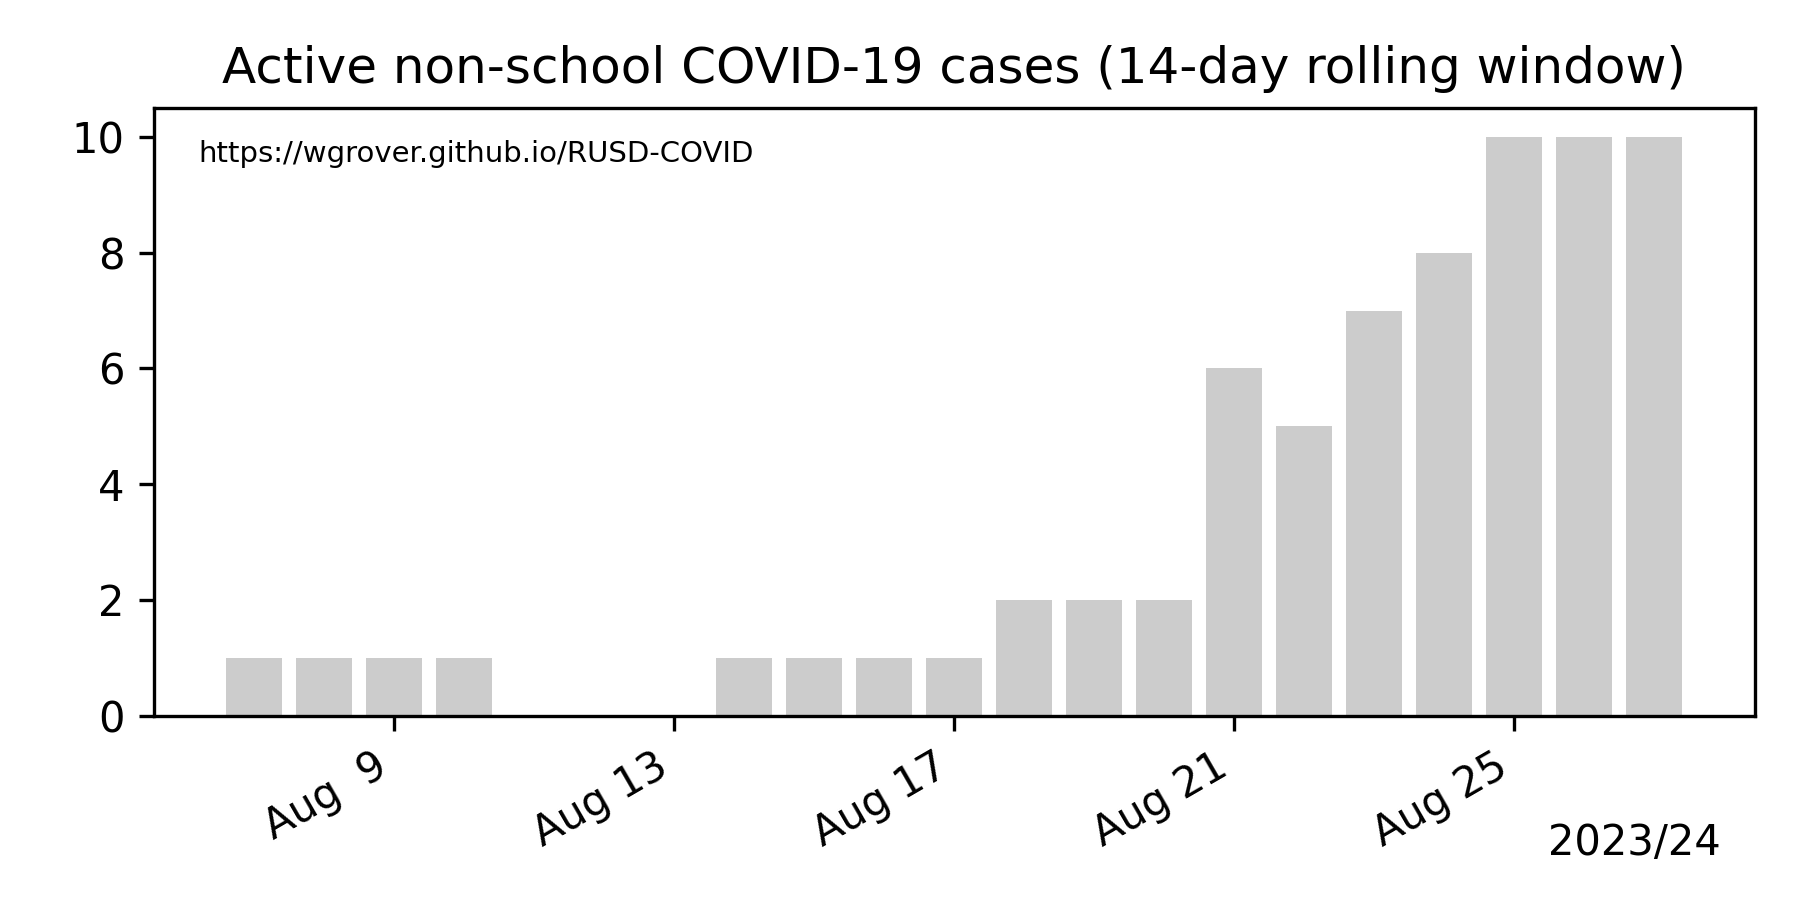 Active non-school COVID-19 cases (14-day rolling window)
https://wgrover.github.io/RUSD-COVID
10
8
6
4
2
0
Aug  9
Aug 13
Aug 17
Aug 21
Aug 25
2023/24